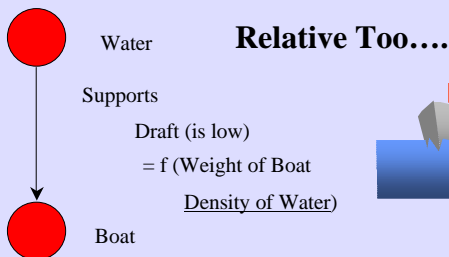 Relative Too....
Water
Supports
Draft (is low)
= f (Weight of Boat
Density of Water)
Boat